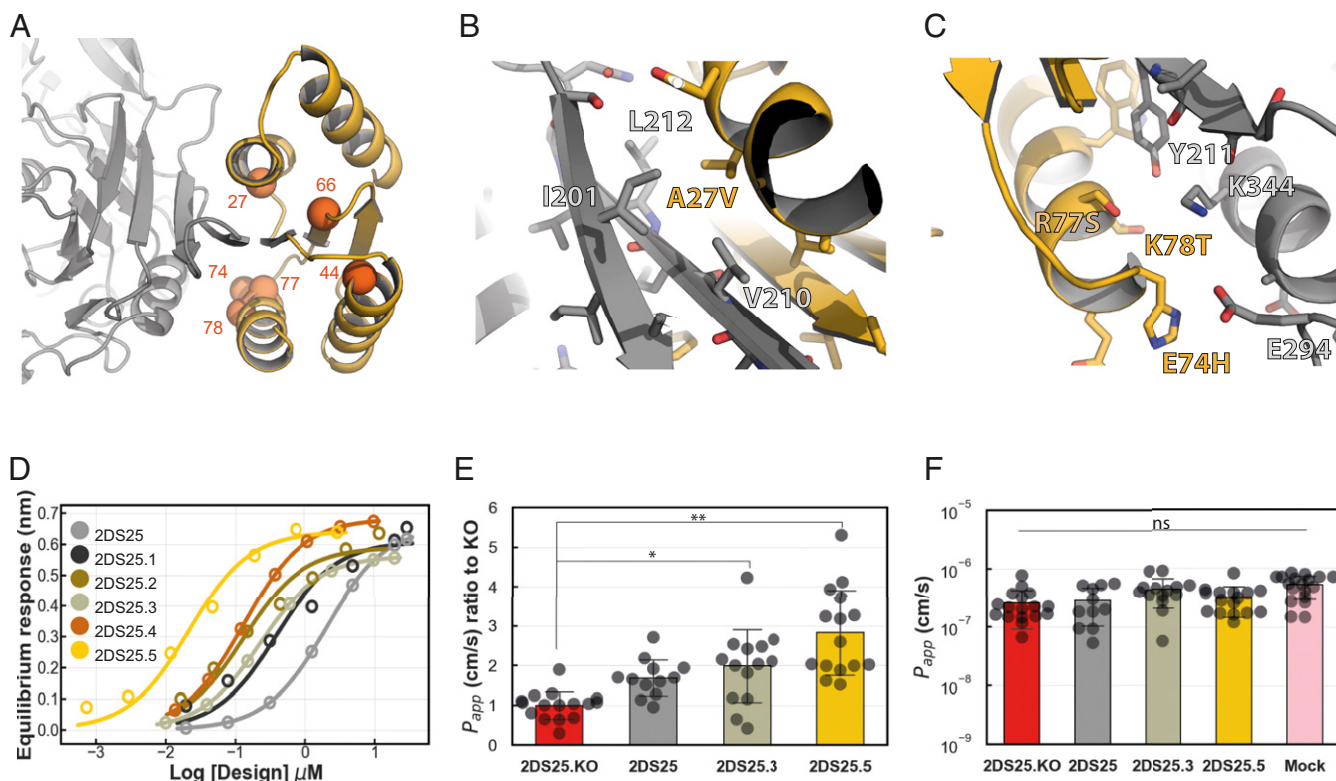 A
27
66
74
77
44
78
B
L212
I201
A27V
V210
C
Y211
K344
R77S
K78T
E294
E74H
D
Equilibrium response (nm)
0.7
0.6
0.5
0.4
0.3
0.2
0.1
0.0
2DS25
2DS25.1
2DS25.2
2DS25.3
2DS25.4
2DS25.5
−3 −2 −1 0 1
Log [Design] μM
E
Papp (cm/s) ratio to KO
6
5
4
3
2
1
0
**
*
2DS25.KO 2DS25 2DS25.3 2DS25.5
F
Papp (cm/s)
10−5
10−6
10−7
10−8
10−9
ns
2DS25.KO 2DS25 2DS25.3 2DS25.5 Mock